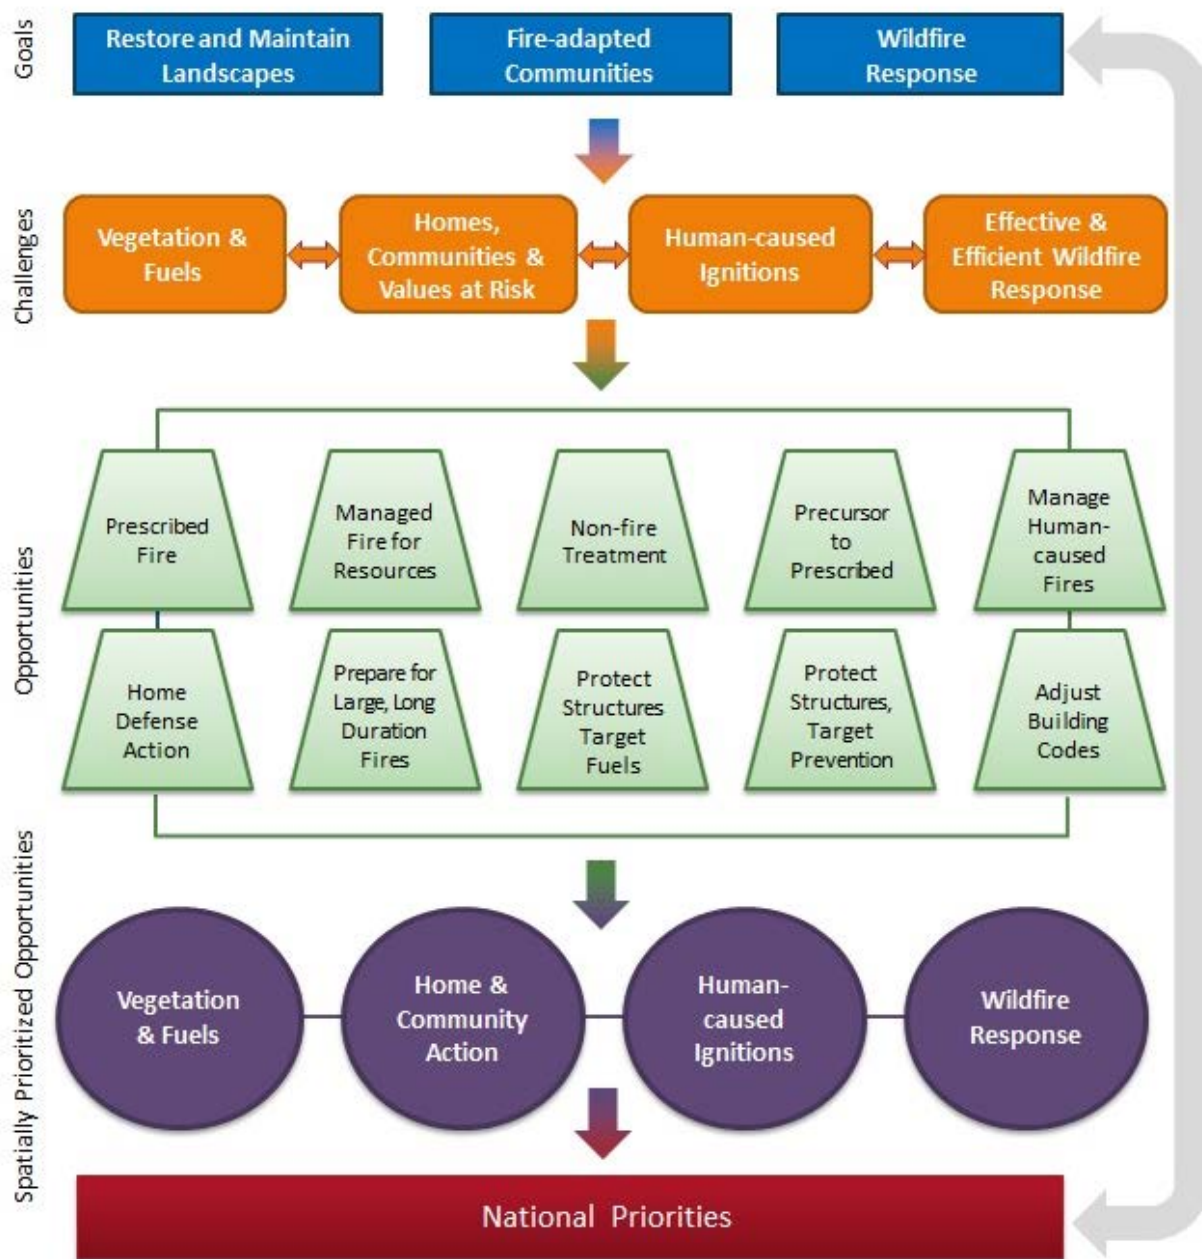 Goals
Restore and Maintain
Landscapes
Fire-adapted
Communities
Wildfire
Response
Challenges
Vegetation &
Fuels
Homes,
Communities &
Values at Risk
Human-caused
Ignitions
Effective &
Efficient Wildfire
Response
Opportunities
Prescribed
Fire
Managed
Fire for
Resources
Non-fire
Treatment
Precursor
to
Prescribed
Manage
Human-
caused
Fires
Home
Defense
Action
Prepare for
Large, Long
Duration
Fires
Protect
Structures
Target
Fuels
Protect
Structures,
Target
Prevention
Adjust
Building
Codes
Spatially Prioritized Opportunities
Vegetation
& Fuels
Home &
Community
Action
Human-
caused
Ignitions
Wildfire
Response
National Priorities